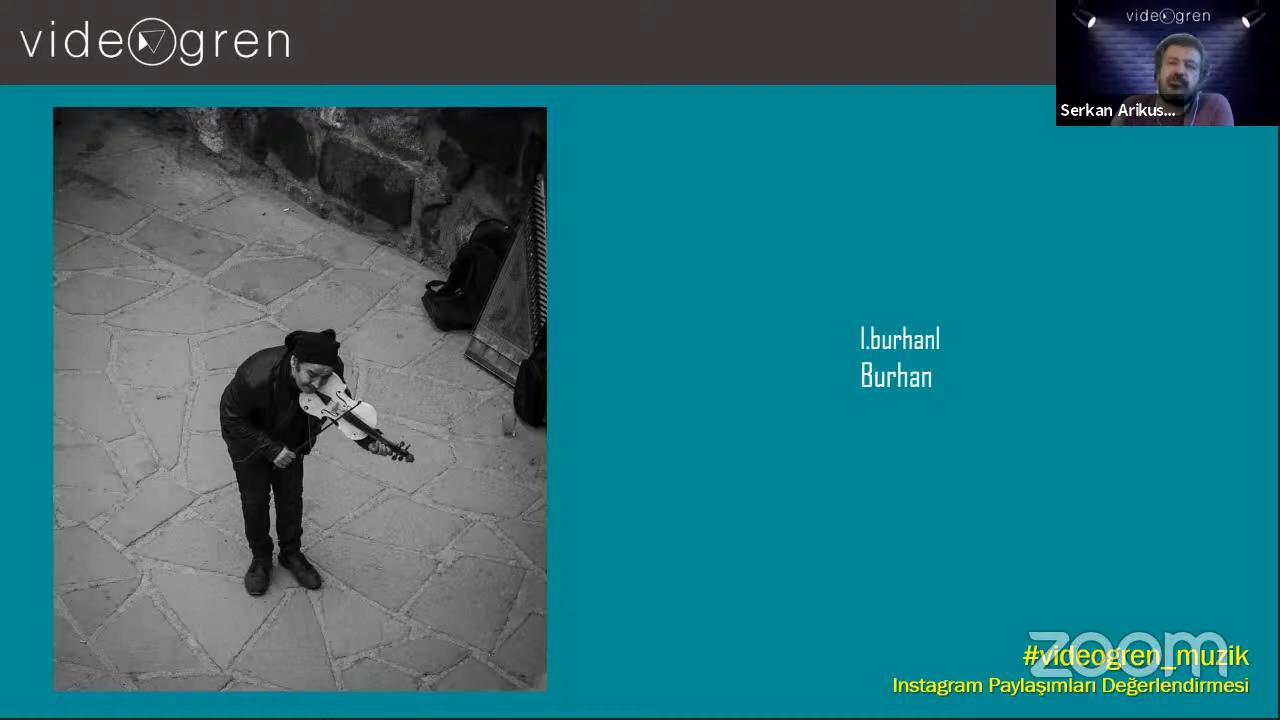 videogren
videogren
Serkan Arikus...
l.burhanl
Burhan
zoom
#videogren_muzik
Instagram Paylaşımları Değerlendirmesi